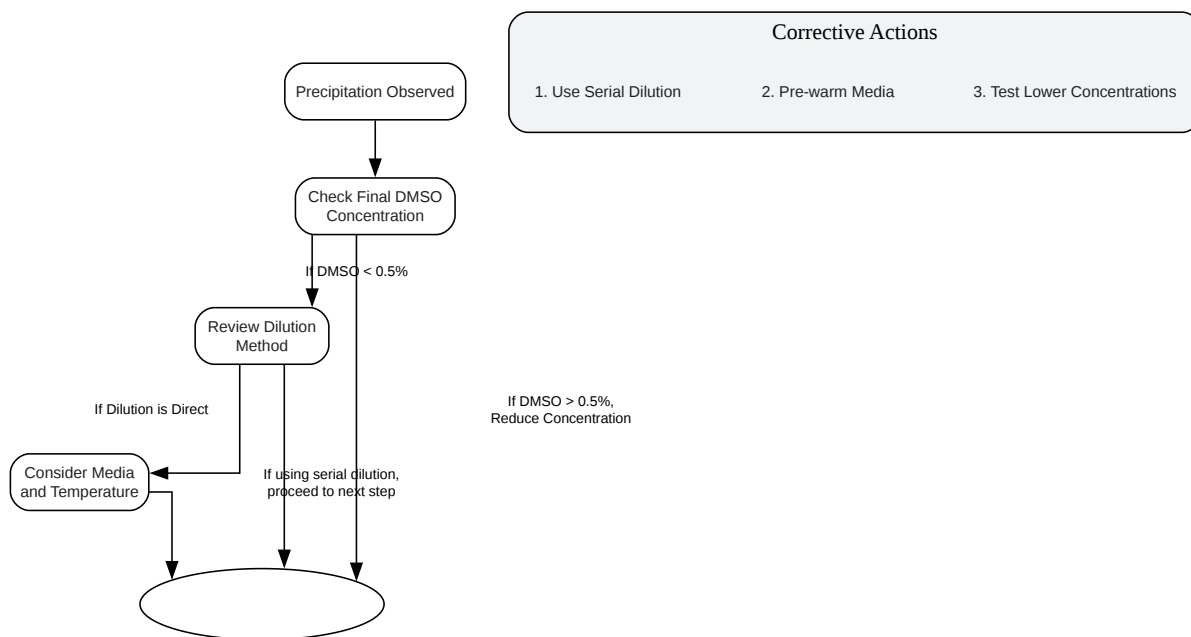 Corrective Actions
1. Use Serial Dilution
2. Pre-warm Media
3. Test Lower Concentrations
Precipitation Observed
Check Final DMSO
Concentration
If DMSO < 0.5%
Review Dilution
Method
If Dilution is Direct
If DMSO > 0.5%,
Reduce Concentration
Consider Media
and Temperature
If using serial dilution,
proceed to next step